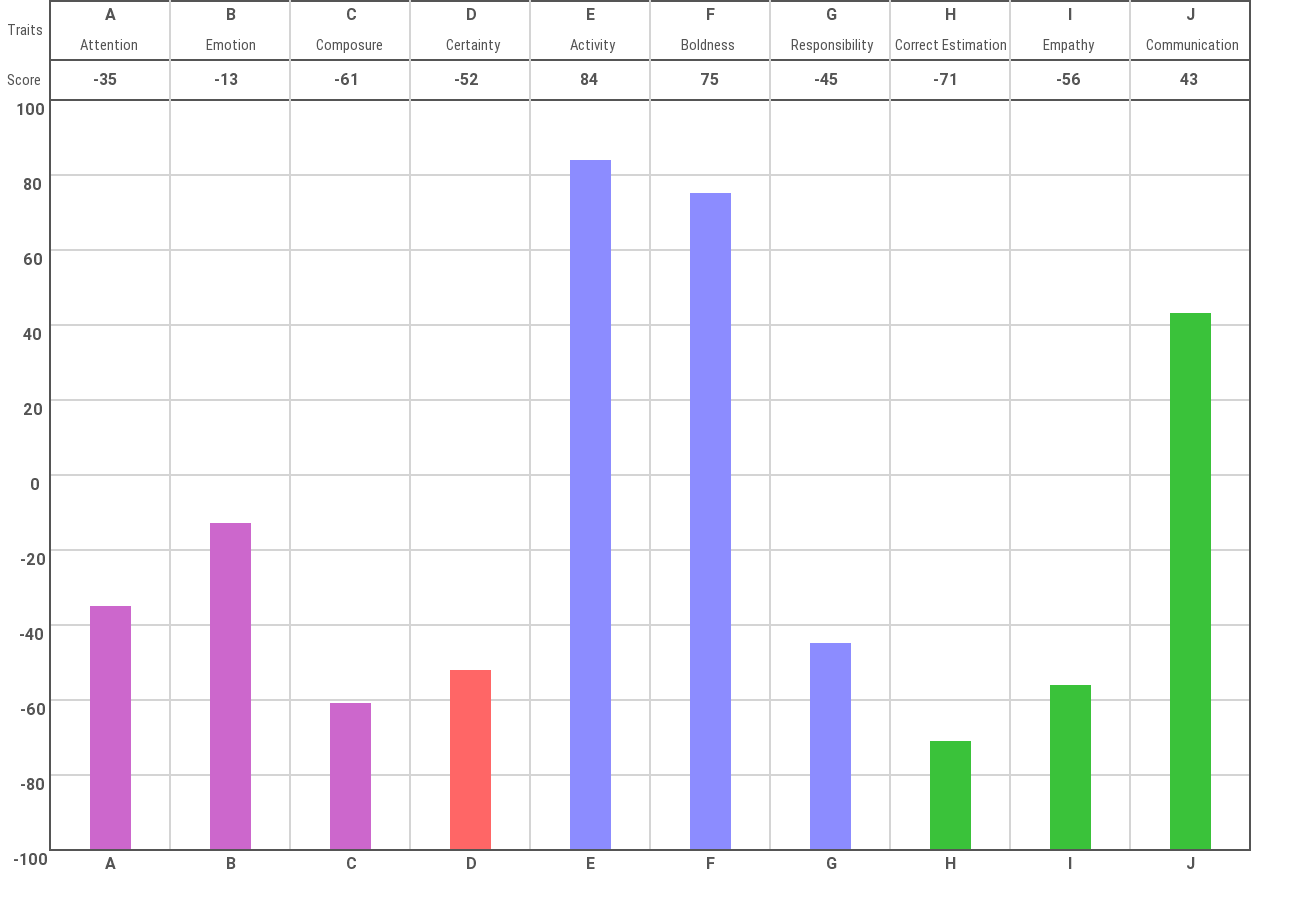 A B C D E F G H I J
Traits
Attention Emotion Composure Certainty Activity Boldness Responsibility Correct Estimation Empathy Communication
Score -35 -13 -61 -52 84 75 -45 -71 -56 43
100
80
60
40
20
0
-20
-40
-60
-80
-100
A B C D E F G H I J